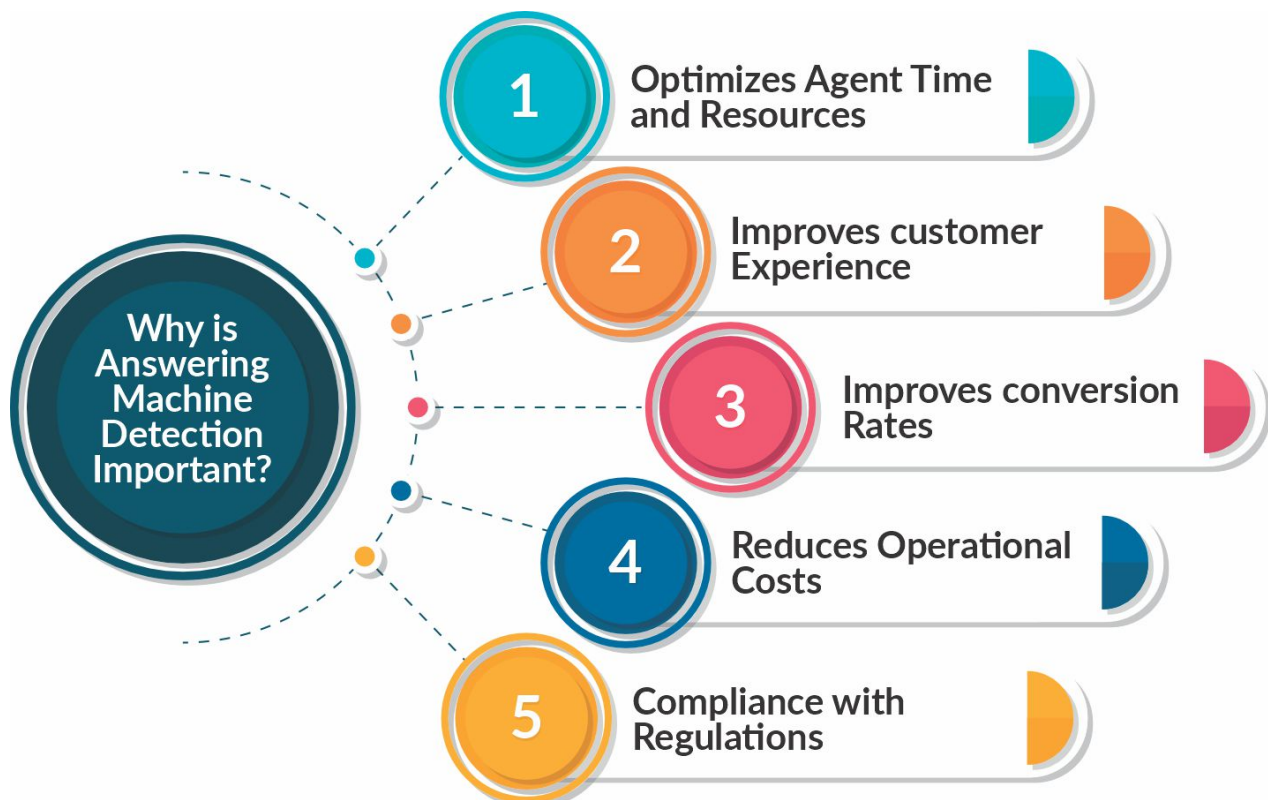 Why is
Answering
Machine
Detection
Important?
1
Optimizes Agent Time
and Resources
2
Improves customer
Experience
3
Improves conversion
Rates
4
Reduces Operational
Costs
5
Compliance with
Regulations